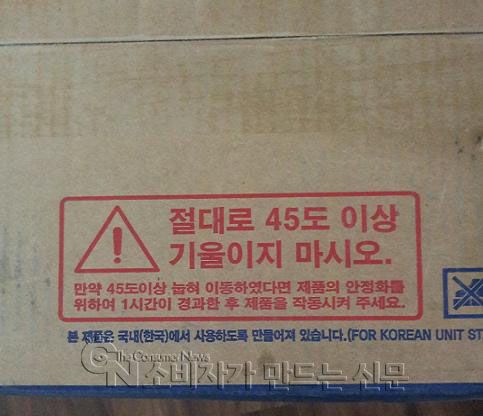 절대로 45도 이상
기울이지 마시오.
만약 45도이상 눕혀 이동하였다면 제품의 안정화를
위하여 1시간이 경과한 후 제품을 작동시켜 주세요.
본 제품은 국내(한국)에서 사용하도록 만들어져 있습니다.(FOR KOREAN UNIT ST
The Consumer News
CN 소비자가 만드는 신문